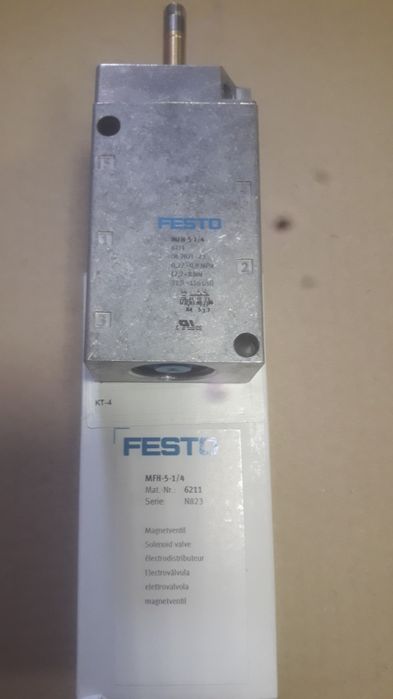 FESTO
MFH-5-1/4
6211
1
2
3
KT-4
FESTO
MFH-5-1/4
Mat.-Nr.: 6211
Serie: N823
Magnetventil
Solenoid valve
électrodistributeur
Electroválvula
elettrovalvola
magnetventil